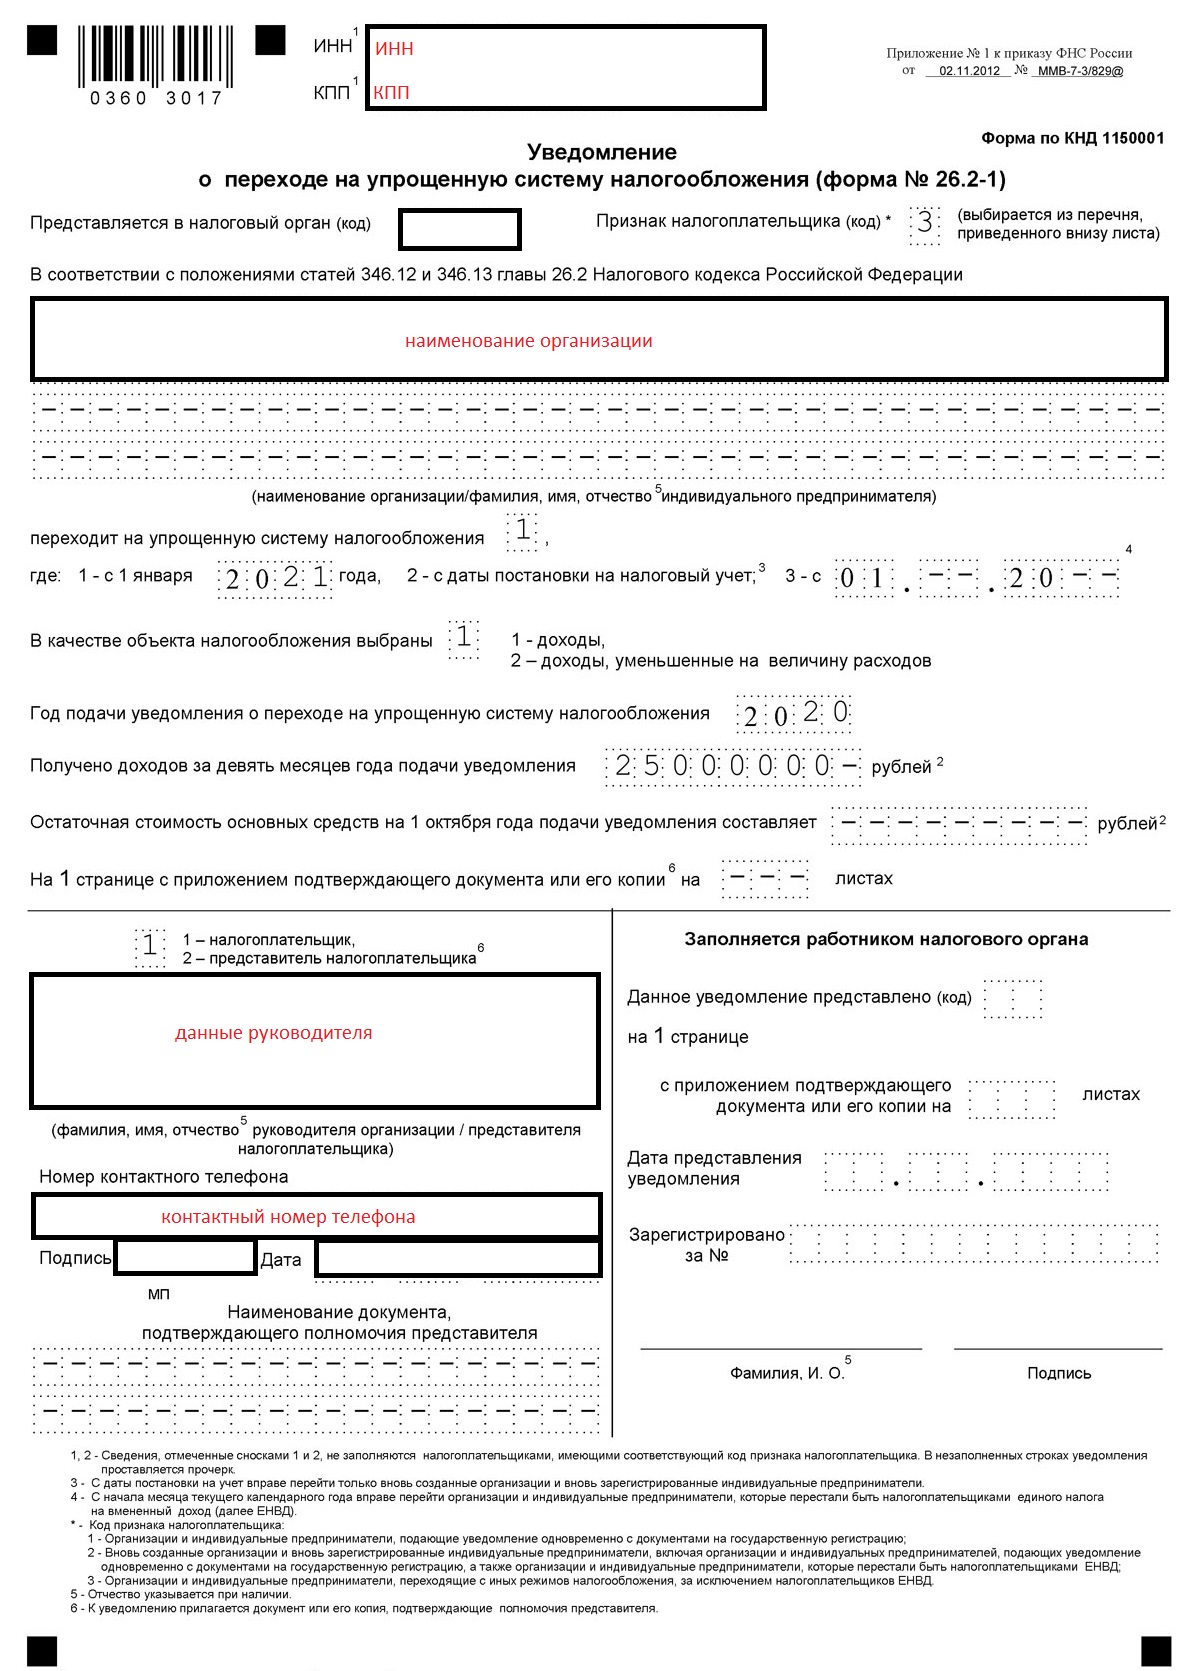 ИНН 1 ИНН
КПП 1 КПП
0360 3017
Приложение № 1 к приказу ФНС России
от 02.11.2012 № ММВ-7-3/829@
Форма по КНД 1150001
Уведомление
о переходе на упрощенную систему налогообложения (форма № 26.2-1)
Представляется в налоговый орган (код)
Признак налогоплательщика (код) * 3 (выбирается из перечня,
приведенного внизу листа)
В соответствии с положениями статей 346.12 и 346.13 главы 26.2 Налогового кодекса Российской Федерации
наименование организации
– – – – – – – – – – – – – – – – – – – – – – – – – – – – – – – – – – – – – – – –
– – – – – – – – – – – – – – – – – – – – – – – – – – – – – – – – – – – – – – – –
(наименование организации/фамилия, имя, отчество 5 индивидуального предпринимателя)
переходит на упрощенную систему налогообложения 1 ,
где: 1 - с 1 января 2021 года, 2 - с даты постановки на налоговый учет; 3 3 - с 01 . – – . 20 – – 4
В качестве объекта налогообложения выбраны 1 1 - доходы,
2 – доходы, уменьшенные на величину расходов
Год подачи уведомления о переходе на упрощенную систему налогообложения 2020
Получено доходов за девять месяцев года подачи уведомления 25000000– рублей 2
Остаточная стоимость основных средств на 1 октября года подачи уведомления составляет – – – – – – – – – рублей 2
На 1 странице с приложением подтверждающего документа или его копии 6 на – – – листах
1 1 – налогоплательщик,
2 – представитель налогоплательщика 6
данные руководителя
(фамилия, имя, отчество 5 руководителя организации / представителя
налогоплательщика)
Номер контактного телефона
контактный номер телефона
Подпись Дата
МП
Наименование документа,
подтверждающего полномочия представителя
– – – – – – – – – – – – – – – – – – – –
– – – – – – – – – – – – – – – – – – – –
Заполняется работником налогового органа
Данное уведомление представлено (код)
на 1 странице
с приложением подтверждающего
документа или его копии на листах
Дата представления
уведомления . .
Зарегистрировано
за №
Фамилия, И. О. 5 Подпись
1, 2 - Сведения, отмеченные сносками 1 и 2, не заполняются налогоплательщиками, имеющими соответствующий код признака налогоплательщика. В незаполненных строках уведомления
проставляется прочерк.
3 - С даты постановки на учет вправе перейти только вновь созданные организации и вновь зарегистрированные индивидуальные предприниматели.
4 - С начала месяца текущего календарного года вправе перейти организации и индивидуальные предприниматели, которые перестали быть налогоплательщиками единого налога
на вмененный доход (далее ЕНВД).
* - Код признака налогоплательщика:
1 - Организации и индивидуальные предприниматели, подающие уведомление одновременно с документами на государственную регистрацию;
2 - Вновь созданные организации и вновь зарегистрированные индивидуальные предприниматели, включая организации и индивидуальных предпринимателей, подающих уведомление
одновременно с документами на государственную регистрацию, а также организации и индивидуальные предприниматели, которые перестали быть налогоплательщиками ЕНВД;
3 - Организации и индивидуальные предприниматели, переходящие с иных режимов налогообложения, за исключением налогоплательщиков ЕНВД.
5 - Отчество указывается при наличии.
6 - К уведомлению прилагается документ или его копия, подтверждающие полномочия представителя.